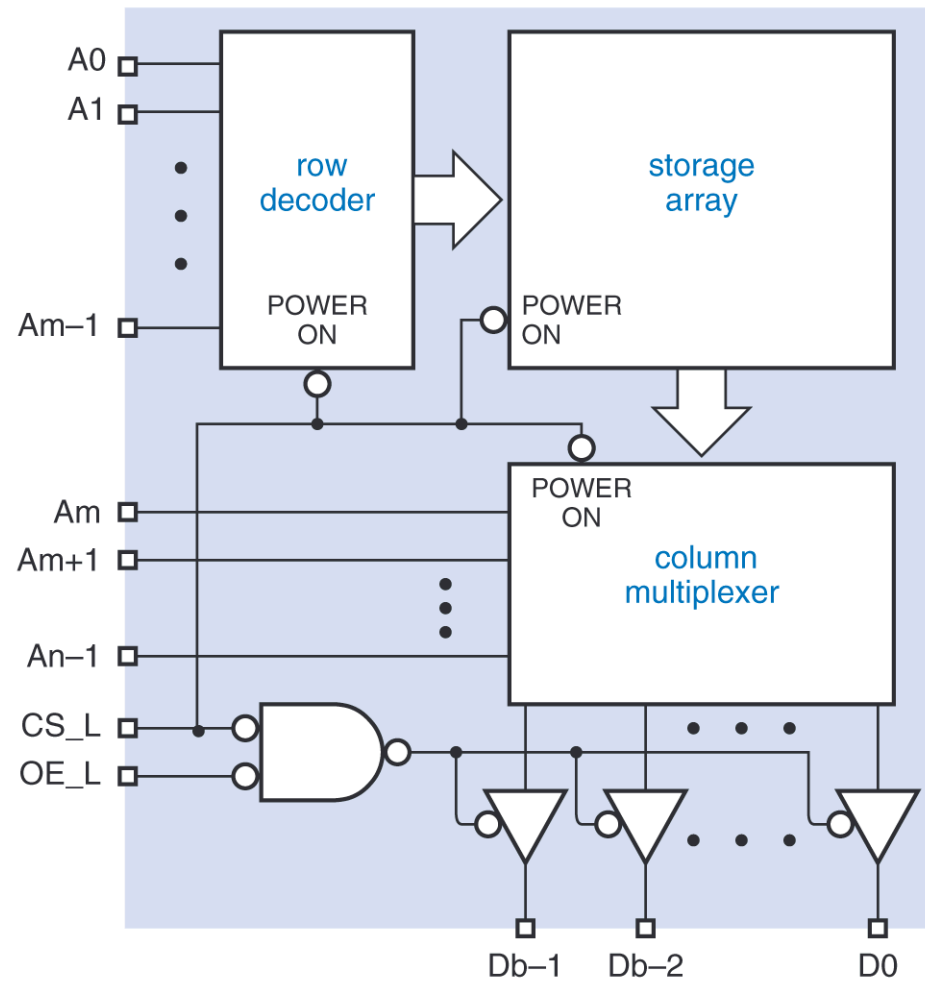 A0
A1
row
decoder
storage
array
POWER
ON
POWER
ON
Am–1
Am
POWER
ON
Am+1
column
multiplexer
An–1
CS_L
OE_L
Db–1
Db–2
D0